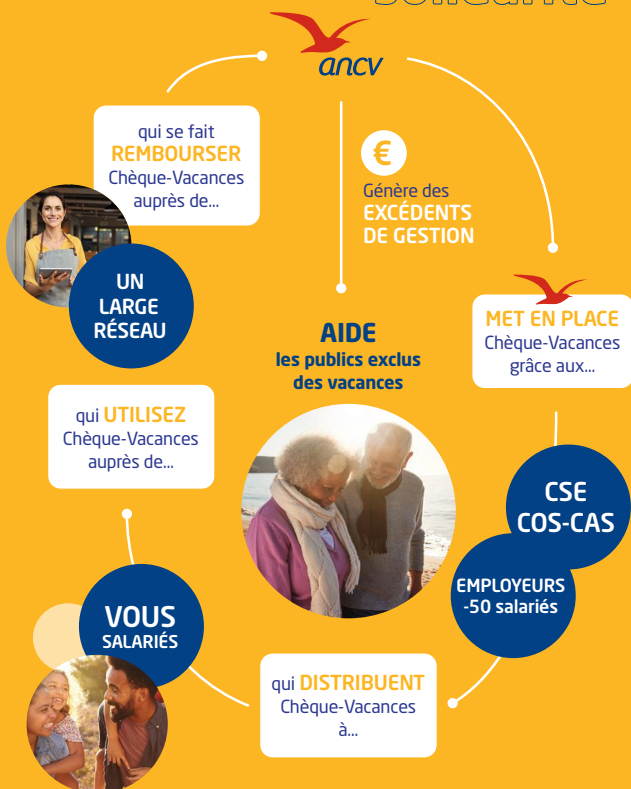 solidarité
ancv
qui se fait
REMBOURSER
Chèque-Vacances
auprès de...
€
Génère des
EXCÉDENTS
DE GESTION
UN
LARGE
RÉSEAU
MET EN PLACE
Chèque-Vacances
grâce aux...
AIDE
les publics exclus
des vacances
qui UTILISEZ
Chèque-Vacances
auprès de...
CSE
COS-CAS
EMPLOYEURS
-50 salariés
VOUS
SALARIÉS
qui DISTRIBUENT
Chèque-Vacances
à...